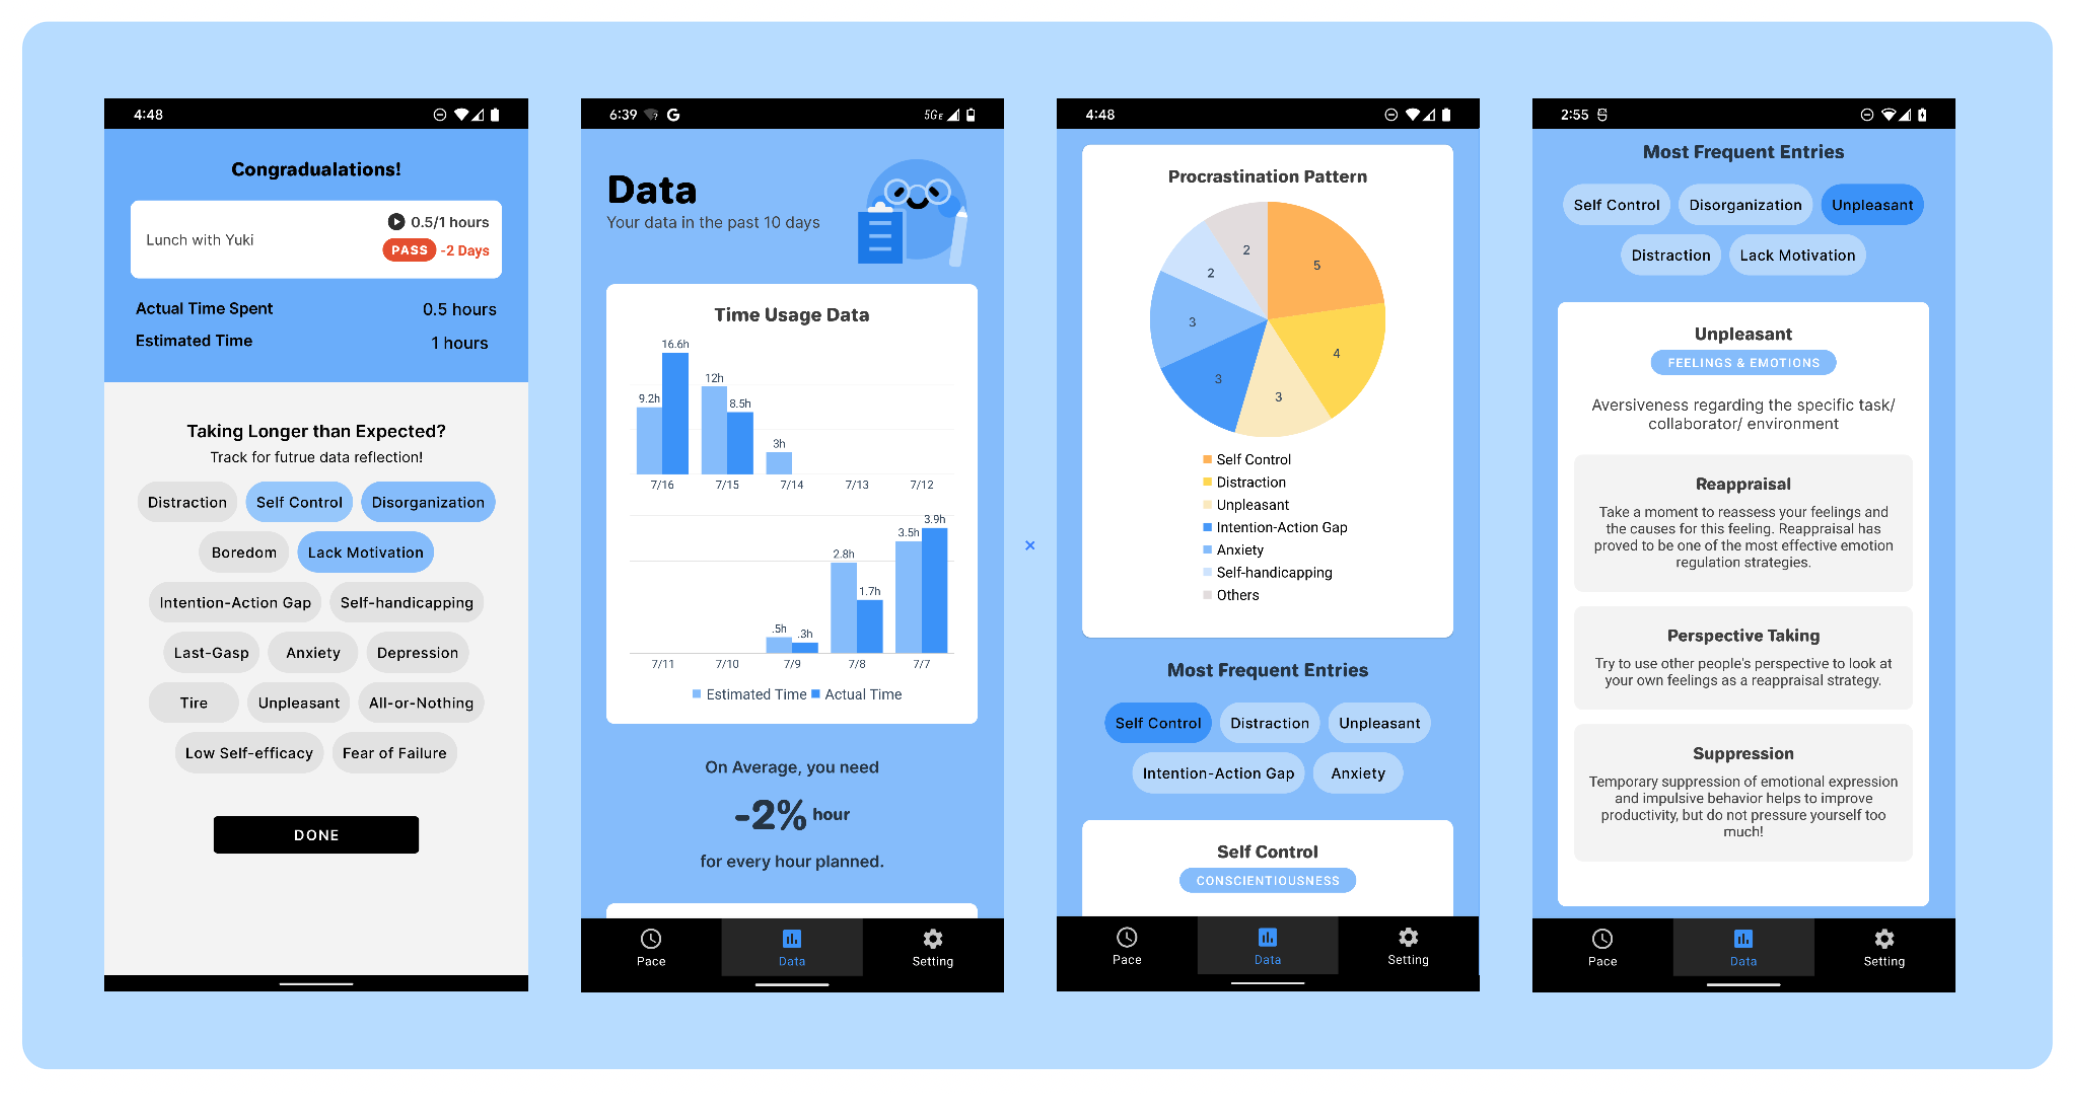 4:48
Congradualations!
Lunch with Yuki
0.5/1 hours
PASS -2 Days
Actual Time Spent 0.5 hours
Estimated Time 1 hours
Taking Longer than Expected?
Track for futrue data reflection!
Distraction Self Control Disorganization
Boredom Lack Motivation
Intention-Action Gap Self-handicapping
Last-Gasp Anxiety Depression
Tire Unpleasant All-or-Nothing
Low Self-efficacy Fear of Failure
DONE
6:39 G 5GE
Data
Your data in the past 10 days
Time Usage Data
16.6h
9.2h
12h
8.5h
3h
7/16 7/15 7/14 7/13 7/12
3.9h
3.5h
2.8h
1.7h
.5h .3h
7/11 7/10 7/9 7/8 7/7
Estimated Time Actual Time
On Average, you need
-2% hour
for every hour planned.
Pace Data Setting
4:48
Procrastination Pattern
2 5
2
3 4
3
3
Self Control
Distraction
Unpleasant
Intention-Action Gap
Anxiety
Self-handicapping
Others
Most Frequent Entries
Self Control Distraction Unpleasant
Intention-Action Gap Anxiety
Self Control
CONSCIENTIOUSNESS
Pace Data Setting
2:55
Most Frequent Entries
Self Control Disorganization Unpleasant
Distraction Lack Motivation
Unpleasant
FEELINGS & EMOTIONS
Aversiveness regarding the specific task/
collaborator/ environment
Reappraisal
Take a moment to reassess your feelings and
the causes for this feeling. Reappraisal has
proved to be one of the most effective emotion
regulation strategies.
Perspective Taking
Try to use other people's perspective to look at
your own feelings as a reappraisal strategy.
Suppression
Temporary suppression of emotional expression
and impulsive behavior helps to improve
productivity, but do not pressure yourself too
much!
Pace Data Setting